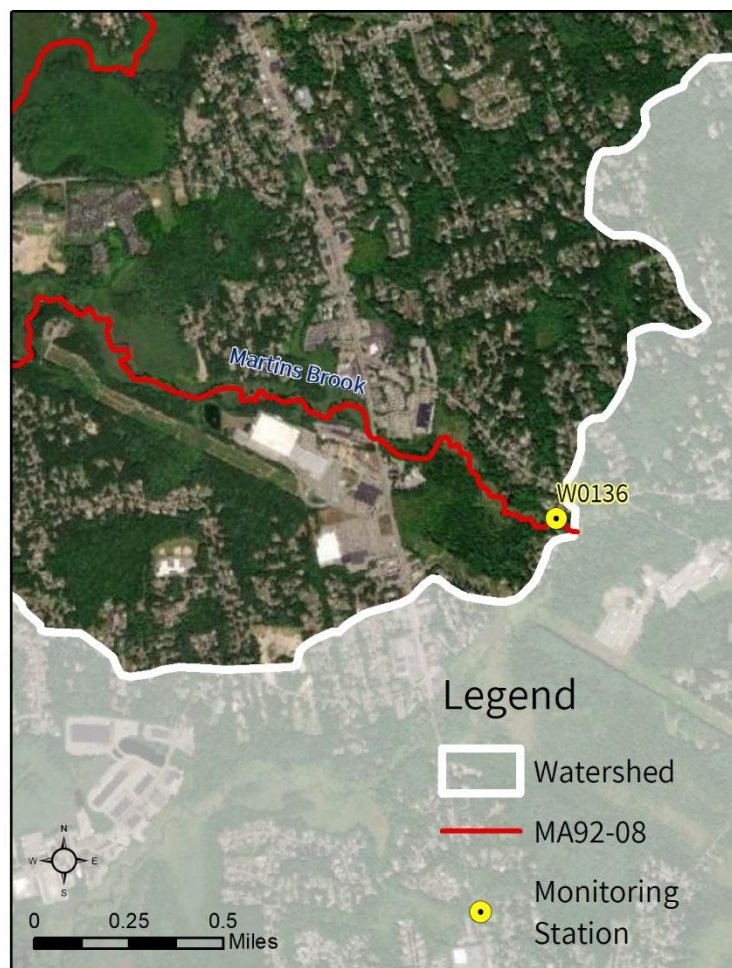 Martins Brook
W0136
Legend
Watershed
MA92-08
Monitoring
Station
N
W
E
S
0
0.25
0.5
Miles